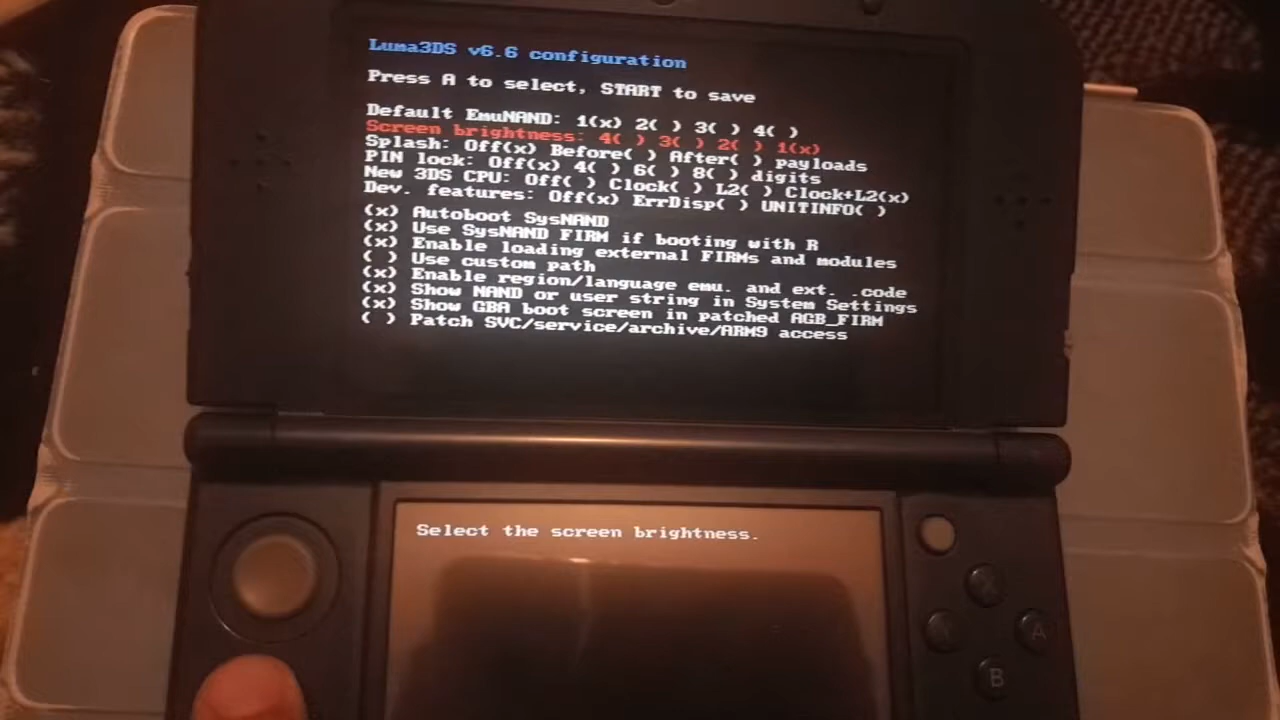 Luma3DS v6.6 configuration
Press A to select, START to save
Default EmuNAND: 1(x) 2( ) 3( ) 4( )
Screen brightness: 4( ) 3( ) 2( ) 1(x)
Splash: Off(x) Before( ) After( ) payloads
PIN lock: Off(x) 4( ) 6( ) 8( ) digits
New 3DS CPU: Off( ) Clock( ) L2( ) Clock+L2(x)
Dev. features: Off(x) ErrDisp( ) UNITINFO( )
(x) Autoboot SysNAND
(x) Use SysNAND FIRM if booting with R
(x) Enable loading external FIRMs and modules
( ) Use custom path
(x) Enable region/language emu. and ext. .code
(x) Show NAND or user string in System Settings
(x) Show GBA boot screen in patched AGB_FIRM
( ) Patch SVC/service/archive/ARM9 access
Select the screen brightness.
X
A
B